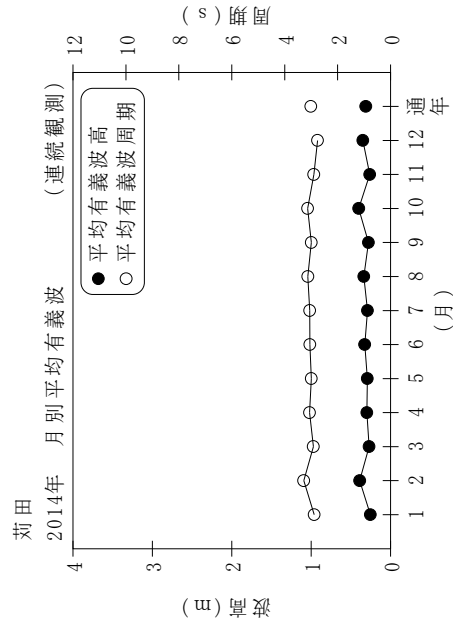 苅田
2014年 月別平均有義波 (連続観測)
平均有義波高
平均有義波周期
波高(m)
0 1 2 3 4
周期(s)
0 2 4 6 8 10 12
1 2 3 4 5 6 7 8 9 10 11 12 通年
(月)